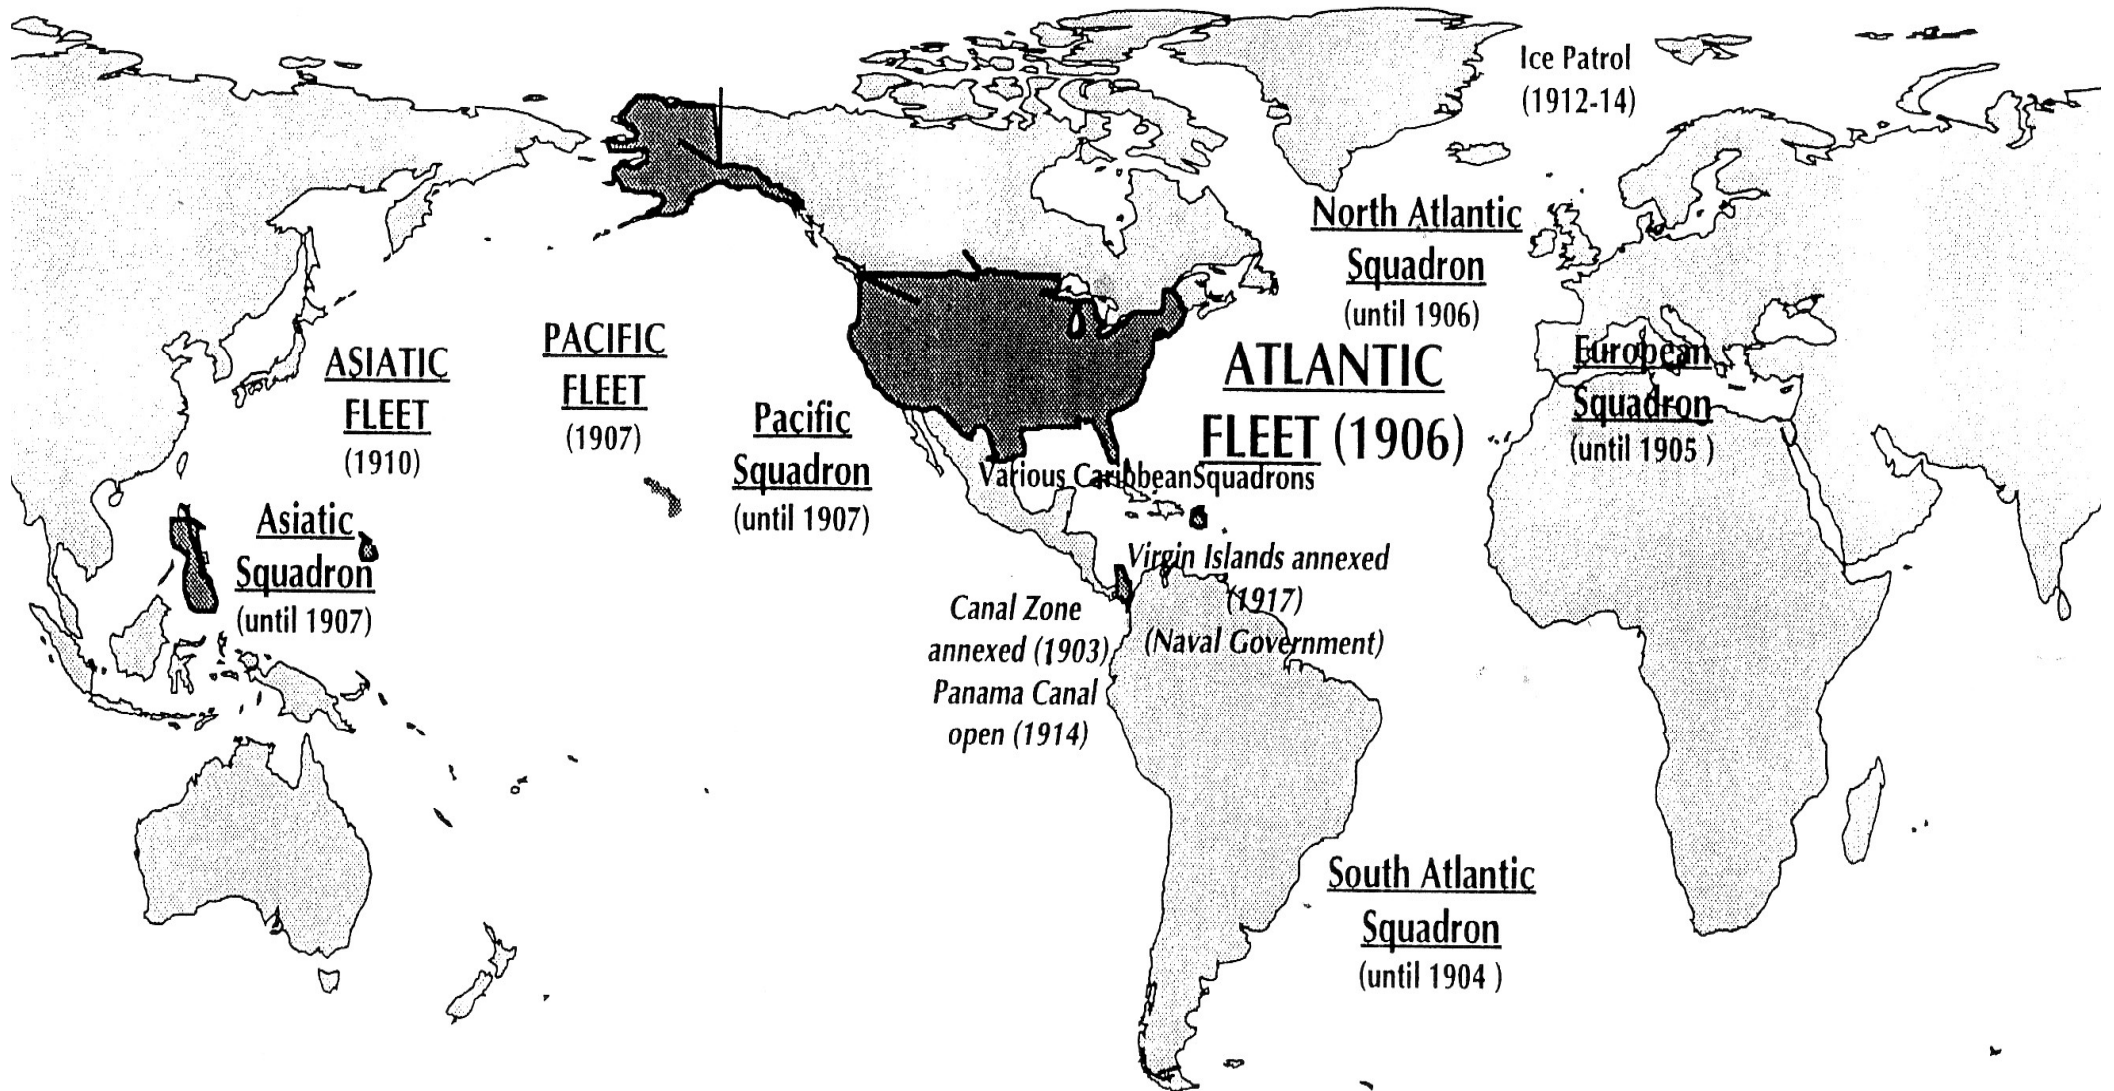 Ice Patrol
(1912-14)
North Atlantic
Squadron
(until 1906)
ATLANTIC
FLEET (1906)
European
Squadron
(until 1905 )
PACIFIC
FLEET
(1907)
ASIATIC
FLEET
(1910)
Pacific
Squadron
(until 1907)
Various CaribbeanSquadrons
Asiatic
Squadron
(until 1907)
Virgin Islands annexed
(1917)
(Naval Government)
Canal Zone
annexed (1903)
Panama Canal
open (1914)
South Atlantic
Squadron
(until 1904 )